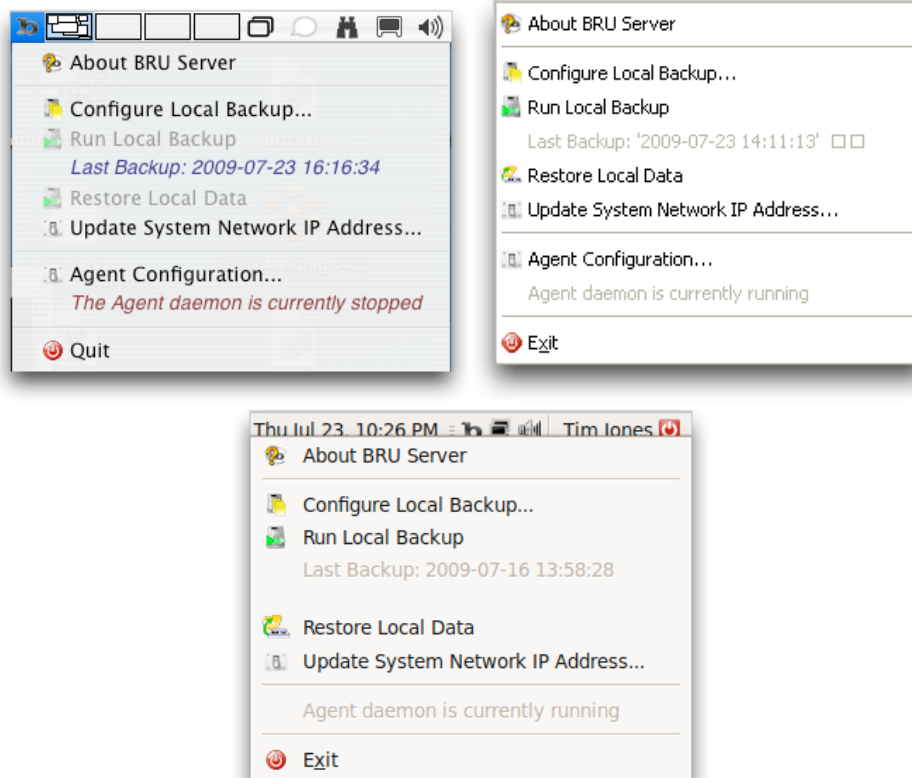 About BRU Server
Configure Local Backup...
Run Local Backup
Last Backup: 2009-07-23 16:16:34
Restore Local Data
Update System Network IP Address...
Agent Configuration...
The Agent daemon is currently stopped
Quit
About BRU Server
Configure Local Backup...
Run Local Backup
Last Backup: '2009-07-23 14:11:13' □□
Restore Local Data
Update System Network IP Address...
Agent Configuration...
Agent daemon is currently running
Exit
Thu Jul 23, 10:26 PM Tim Jones
About BRU Server
Configure Local Backup...
Run Local Backup
Last Backup: 2009-07-16 13:58:28
Restore Local Data
Update System Network IP Address...
Agent daemon is currently running
Exit